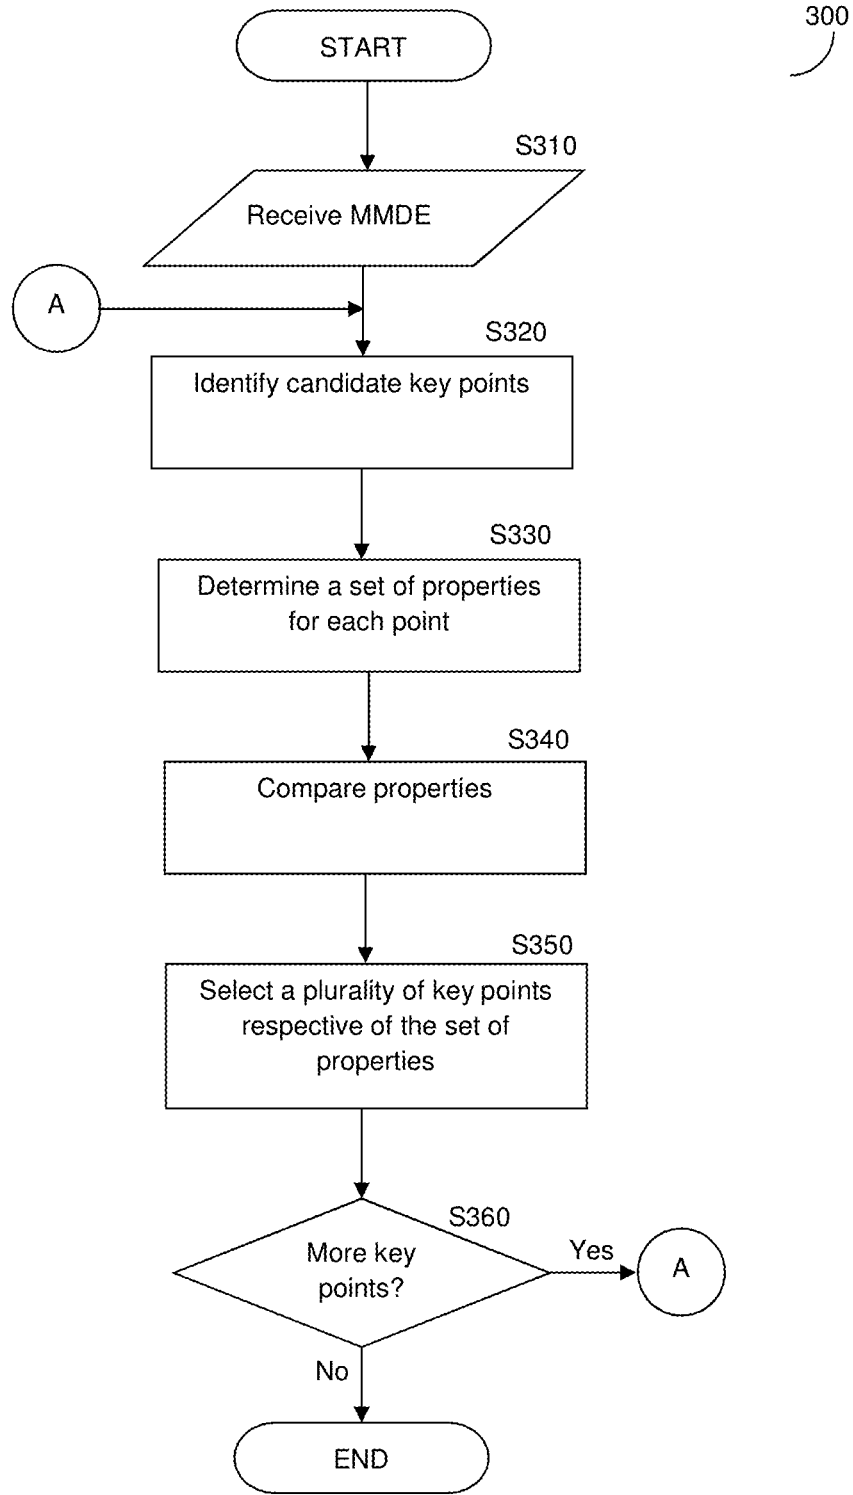 300
START
S310
Receive MMDE
A
S320
Identify candidate key points
S330
Determine a set of properties
for each point
S340
Compare properties
S350
Select a plurality of key points
respective of the set of
properties
S360
More key
points?
Yes
A
No
END